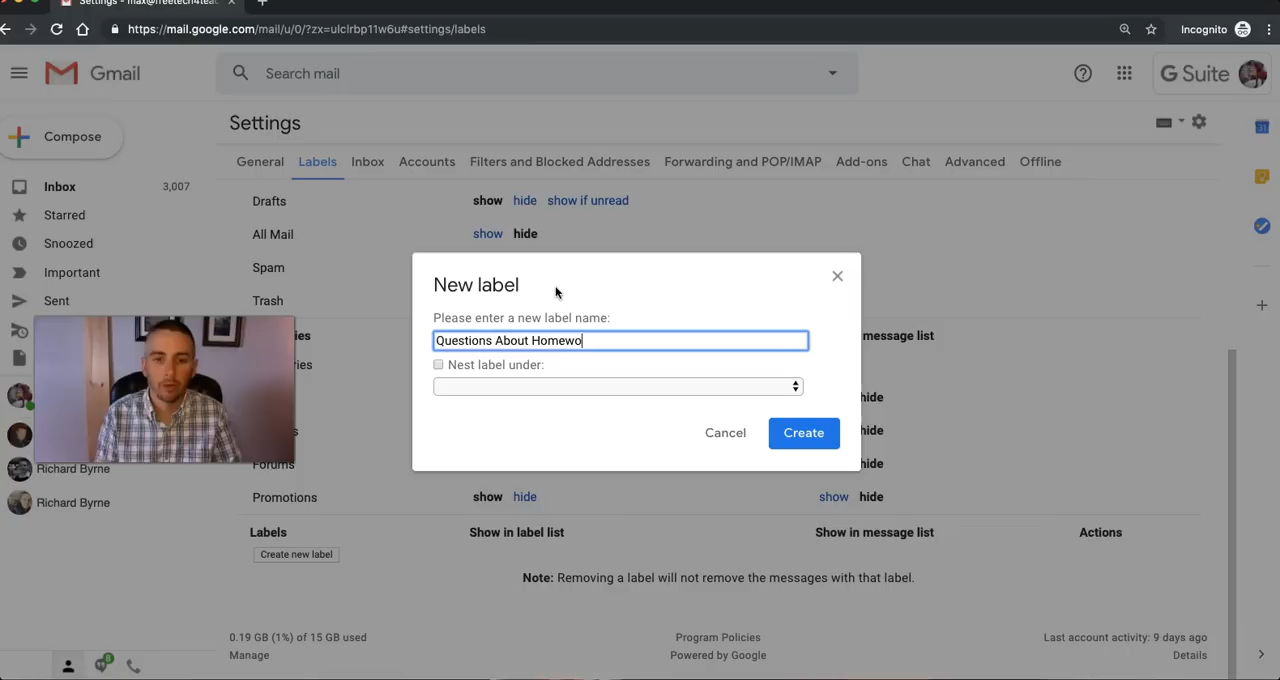 Settings - max@freetech4tea
https://mail.google.com/mail/u/0/?zx=ulclrbp11w6u#settings/labels
Incognito
Gmail
Search mail
G Suite
Compose
Settings
General Labels Inbox Accounts Filters and Blocked Addresses Forwarding and POP/IMAP Add-ons Chat Advanced Offline
Inbox 3,007
Starred
Snoozed
Important
Sent
Richard Byrne
Richard Byrne
Drafts show hide show if unread
All Mail show hide
Spam
Trash
ies message list
ries
hide
s hide
Forums hide
Promotions show hide show hide
New label
Please enter a new label name:
Questions About Homewo
Nest label under:
Cancel Create
Labels Show in label list Show in message list Actions
Create new label
Note: Removing a label will not remove the messages with that label.
0.19 GB (1%) of 15 GB used Program Policies Last account activity: 9 days ago
Manage Powered by Google Details